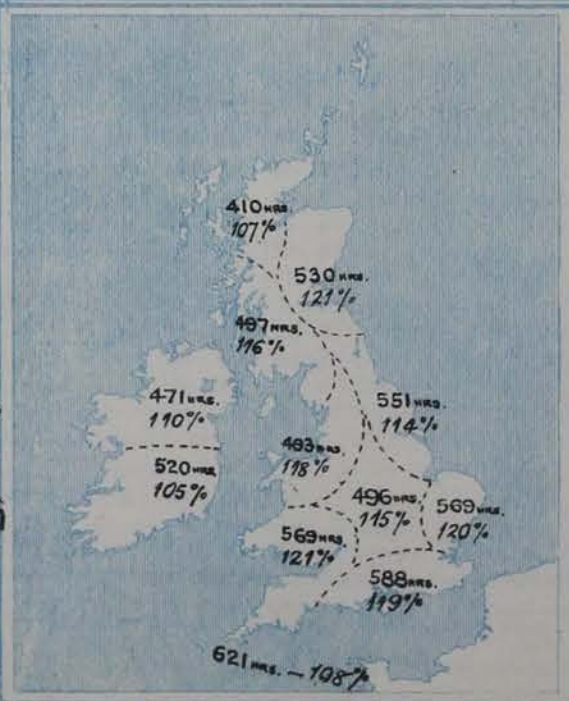 410 HRS.
107%
530 HRS.
121%
497 HRS.
116%
471 HRS.
110%
551 HRS.
114%
520 HRS
105%
493 HRS.
118%
496 HRS.
115%
569 HRS.
120%
569 HRS.
121%
588 HRS.
119%
621 HRS. — 108%